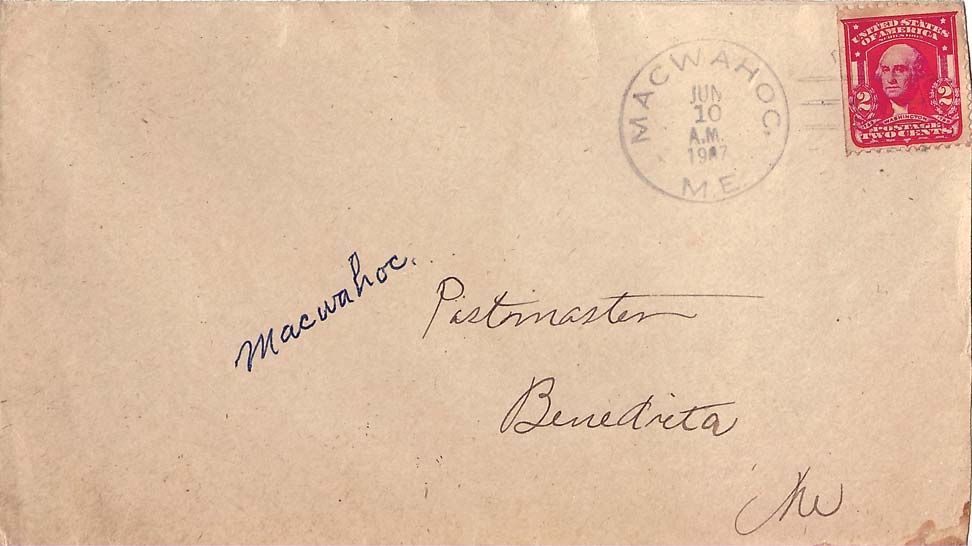 MACWAHOC.
JUN
10
A.M.
M.E.
UNITED STATES
OF AMERICA
2 2
WASHINGTON
POSTAGE
TWO CENTS
Macwahoc.
Postmaster
Benedicta
Me